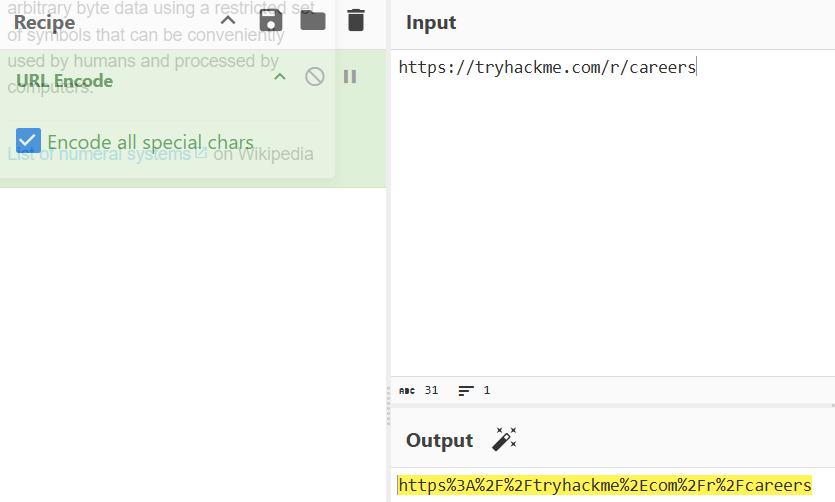 arbitrary byte data using a restricted set
Recipe
of symbols that can be conveniently
used by humans and processed by
URL Encode
computers.
Encode all special chars
List of numeral systems on Wikipedia
Input
https://tryhackme.com/r/careers
ABC 31 1
Output
https%3A%2F%2Ftryhackme%2Ecom%2Fr%2Fcareers